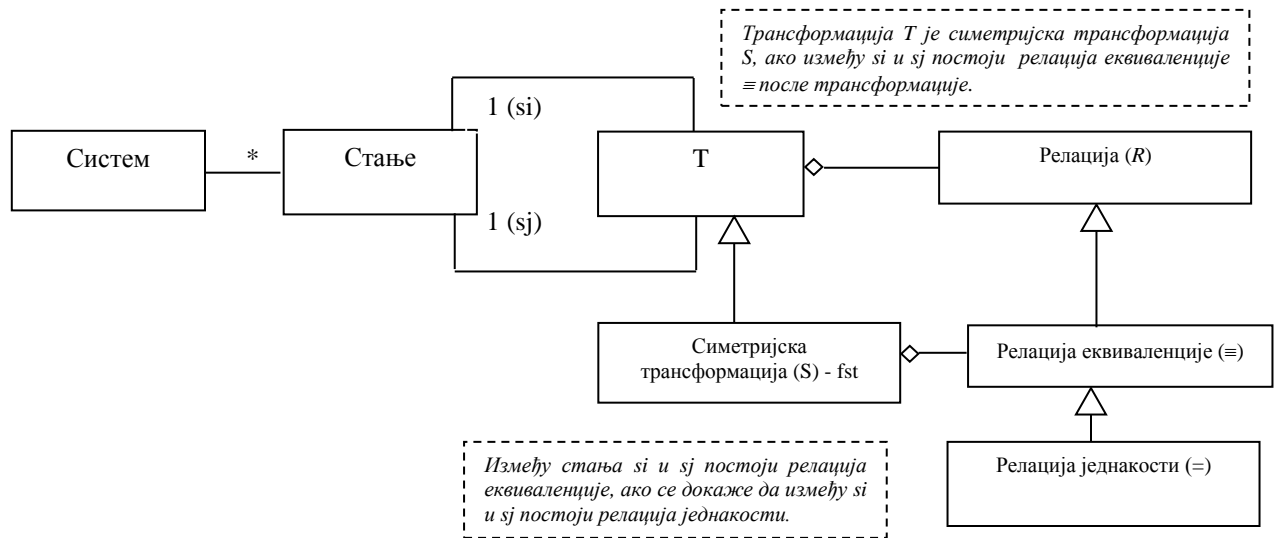 Трансформација T је симетријска трансформација
S, ако између si и sj постоји релација еквиваленције
≡ после трансформације.
1 (si)
Систем
*
Стање
T
Релација (R)
1 (sj)
Симетријска
трансформација (S) - fst
Релација еквиваленције (≡)
Између стања si и sj постоји релација
еквиваленције, ако се докаже да између si
и sj постоји релација једнакости.
Релација једнакости (=)